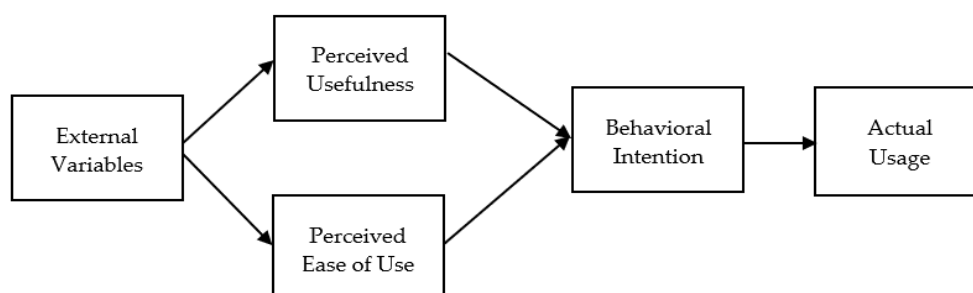 External
Variables
Perceived
Usefulness
Perceived
Ease of Use
Behavioral
Intention
Actual
Usage